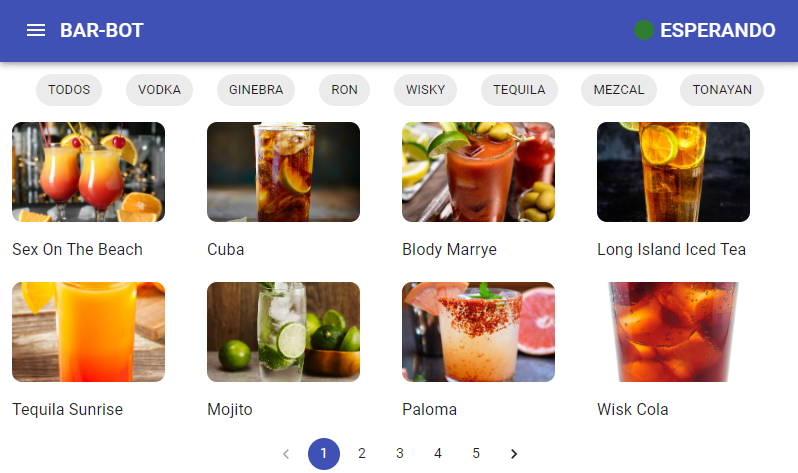 BAR-BOT
ESPERANDO
TODOS
VODKA
GINEBRA
RON
WISKY
TEQUILA
MEZCAL
TONAYAN
Sex On The Beach
Cuba
Blody Marrye
Long Island Iced Tea
Tequila Sunrise
Mojito
Paloma
Wisk Cola
1 2 3 4 5